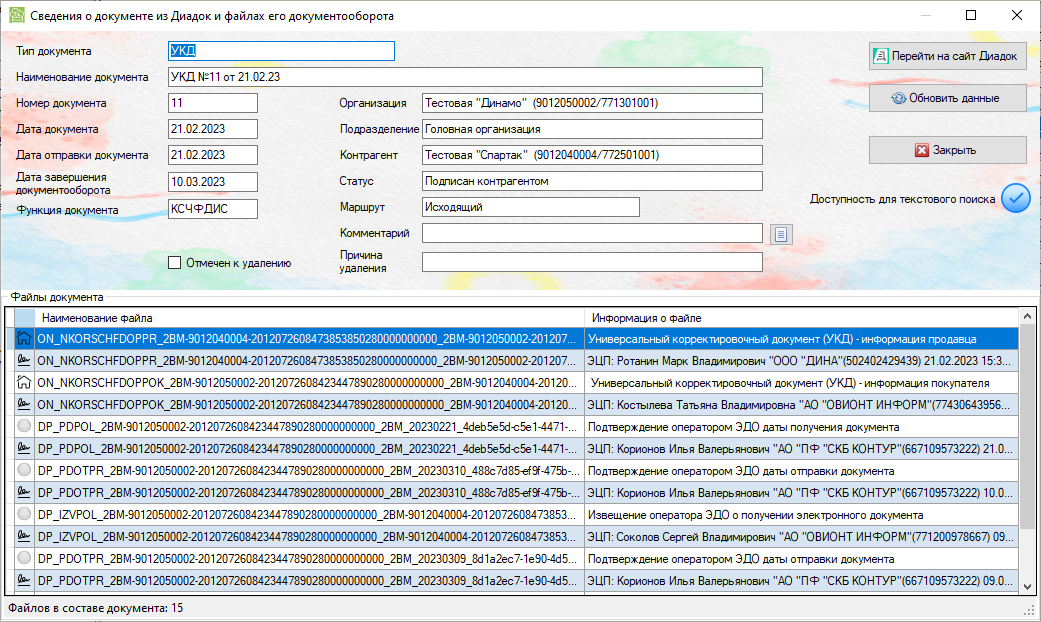 Сведения о документе из Диадок и файлах его документооборота
Тип документа УКД Перейти на сайт Диадок
Наименование документа УКД №11 от 21.02.23
Номер документа 11 Организация Тестовая "Динамо" (9012050002/771301001) Обновить данные
Дата документа 21.02.2023 Подразделение Головная организация
Дата отправки документа 21.02.2023 Контрагент Тестовая "Спартак" (9012040004/772501001) Закрыть
Дата завершения документооборота 10.03.2023 Статус Подписан контрагентом
Функция документа КСЧФДИС Маршрут Исходящий Доступность для текстового поиска
Комментарий
Отмечен к удалению Причина удаления
Файлы документа
Наименование файла Информация о файле
ON_NKORSCHFDOPPR_2BM-9012040004-2012072608473853850280000000000_2BM-9012050002-201207... Универсальный корректировочный документ (УКД) - информация продавца
ON_NKORSCHFDOPPR_2BM-9012040004-2012072608473853850280000000000_2BM-9012050002-201207... ЭЦП: Ротанин Марк Владимирович "ООО "ДИНА"(502402429439) 21.02.2023 15:3...
ON_NKORSCHFDOPPOK_2BM-9012050002-2012072608423447890280000000000_2BM-9012040004-20120... Универсальный корректировочный документ (УКД) - информация покупателя
ON_NKORSCHFDOPPOK_2BM-9012050002-2012072608423447890280000000000_2BM-9012040004-20120... ЭЦП: Костылева Татьяна Владимировна "АО "ОВИОНТ ИНФОРМ"(77430643956...
DP_PDPOL_2BM-9012050002-2012072608423447890280000000000_2BM_20230221_4deb5e5d-c5e1-4471-... Подтверждение оператором ЭДО даты получения документа
DP_PDPOL_2BM-9012050002-2012072608423447890280000000000_2BM_20230221_4deb5e5d-c5e1-4471-... ЭЦП: Корионов Илья Валерьянович "АО "ПФ "СКБ КОНТУР"(667109573222) 21.0...
DP_PDOTPR_2BM-9012050002-2012072608423447890280000000000_2BM_20230310_488c7d85-ef9f-475b-... Подтверждение оператором ЭДО даты отправки документа
DP_PDOTPR_2BM-9012050002-2012072608423447890280000000000_2BM_20230310_488c7d85-ef9f-475b-... ЭЦП: Корионов Илья Валерьянович "АО "ПФ "СКБ КОНТУР"(667109573222) 10.0...
DP_IZVPOL_2BM-9012050002-2012072608423447890280000000000_2BM-9012040004-2012072608473853... Извещение оператора ЭДО о получении электронного документа
DP_IZVPOL_2BM-9012050002-2012072608423447890280000000000_2BM-9012040004-2012072608473853... ЭЦП: Соколов Сергей Владимирович "АО "ОВИОНТ ИНФОРМ"(771200978667) 09...
DP_PDOTPR_2BM-9012050002-2012072608423447890280000000000_2BM_20230309_8d1a2ec7-1e90-4d5... Подтверждение оператором ЭДО даты отправки документа
DP_PDOTPR_2BM-9012050002-2012072608423447890280000000000_2BM_20230309_8d1a2ec7-1e90-4d5... ЭЦП: Корионов Илья Валерьянович "АО "ПФ "СКБ КОНТУР"(667109573222) 09.0...
Файлов в составе документа: 15